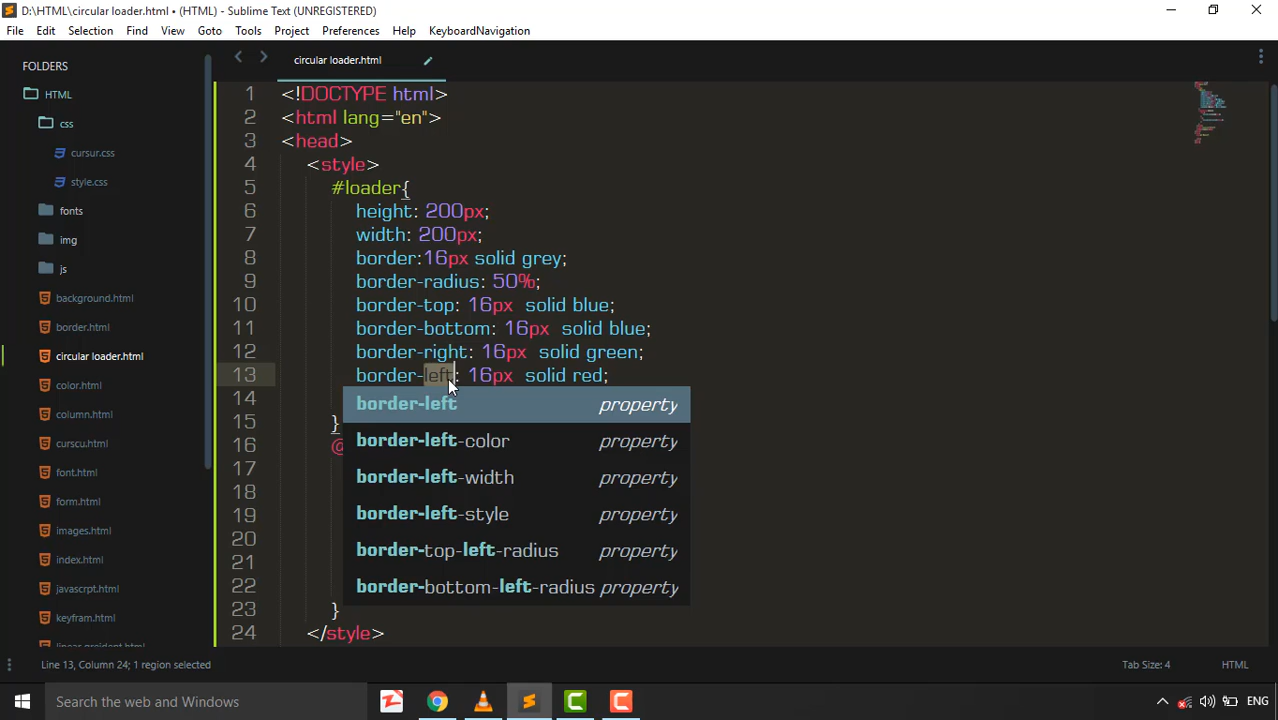 D:\HTML\circular loader.html • (HTML) - Sublime Text (UNREGISTERED)
File Edit Selection Find View Goto Tools Project Preferences Help KeyboardNavigation
FOLDERS
HTML
css
cursur.css
style.css
fonts
img
js
background.html
border.html
circular loader.html
color.html
column.html
curscu.html
font.html
form.html
images.html
index.html
javascrpt.html
keyfram.html
linear greident.html
circular loader.html
1 <!DOCTYPE html>
2 <html lang="en">
3 <head>
4 <style>
5 #loader{
6 height: 200px;
7 width: 200px;
8 border:16px solid grey;
9 border-radius: 50%;
10 border-top: 16px  solid blue;
11 border-bottom: 16px  solid blue;
12 border-right: 16px  solid green;
13 border-left: 16px  solid red;
14
15 }
16 @
17
18
19
20
21
22
23 }
24 </style>
border-left property
border-left-color property
border-left-width property
border-left-style property
border-top-left-radius property
border-bottom-left-radius property
Line 13, Column 24; 1 region selected
Tab Size: 4
HTML
Search the web and Windows
ENG